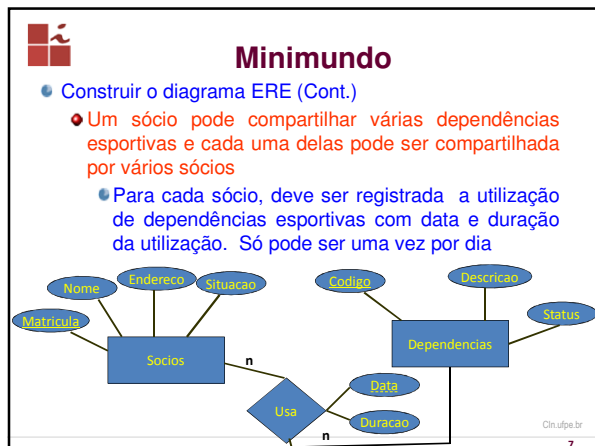 Minimundo
Construir o diagrama ERE (Cont.)
Um sócio pode compartilhar várias dependências
esportivas e cada uma delas pode ser compartilhada
por vários sócios
Para cada sócio, deve ser registrada a utilização
de dependências esportivas com data e duração
da utilização. Só pode ser uma vez por dia
Matricula
Nome
Endereco
Situacao
Codigo
Descricao
Status
Socios
Dependencias
n
Usa
Data
Duracao
n
CIn.ufpe.br
7